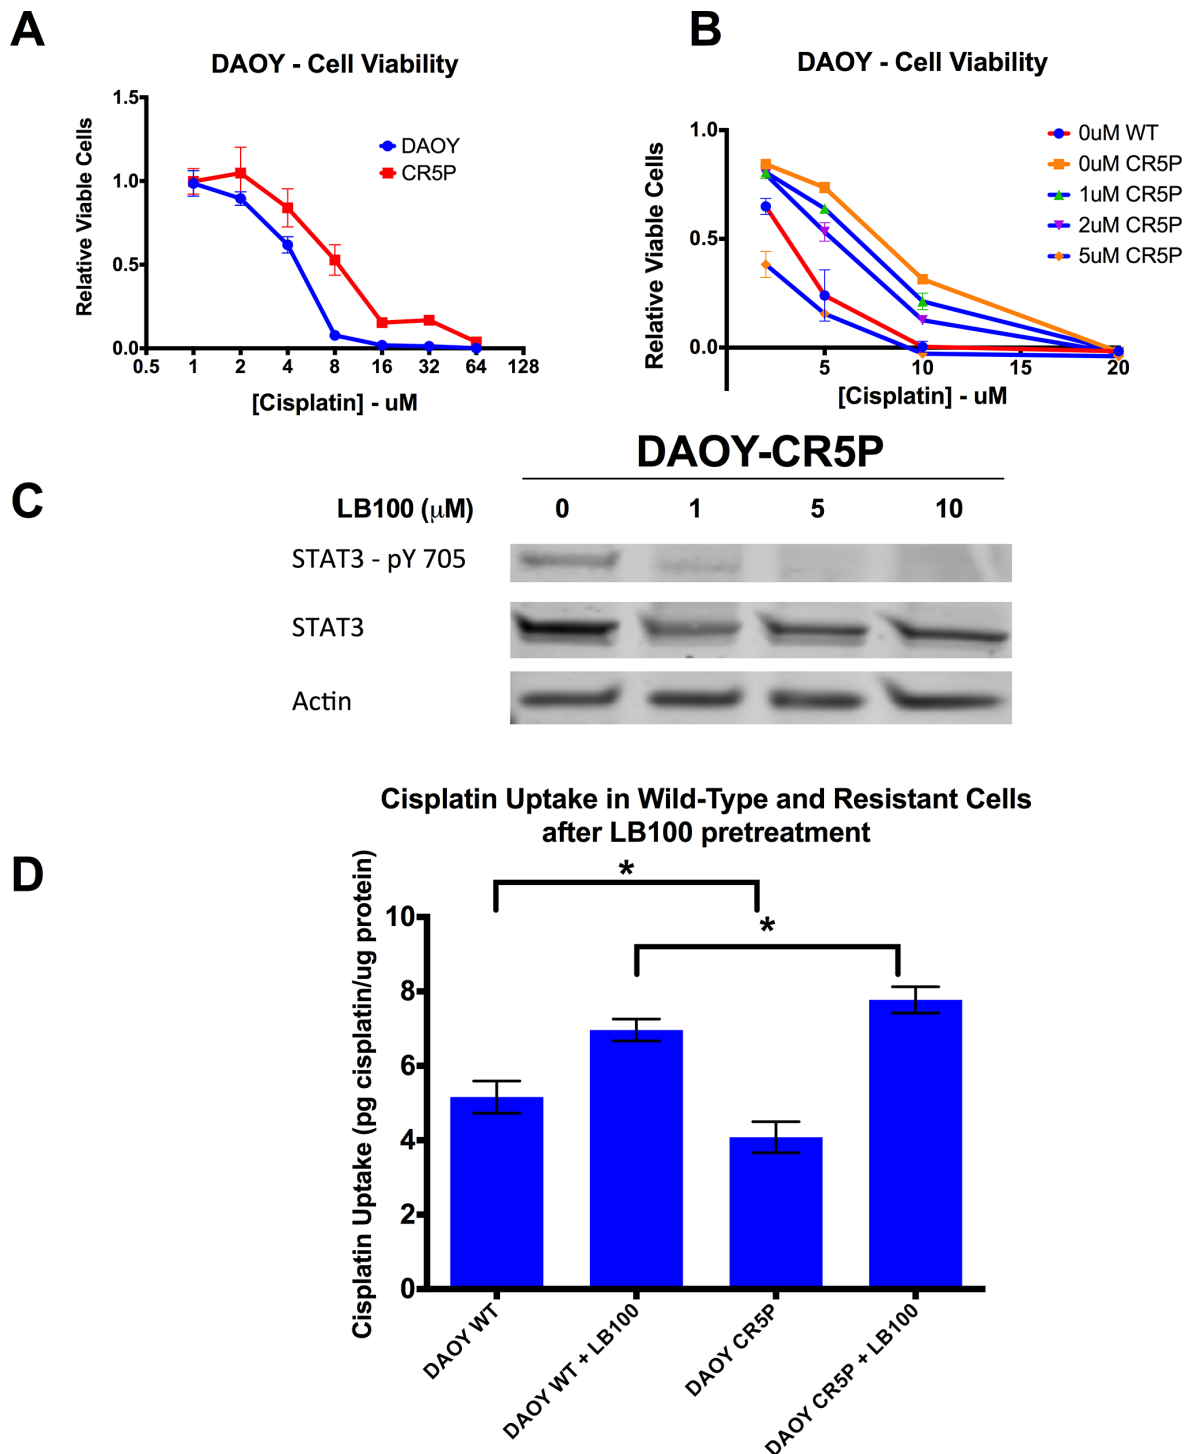 A
DAOY - Cell Viability
Relative Viable Cells
1.5
1.0
0.5
0.0
0.5 1 2 4 8 16 32 64 128
[Cisplatin] - uM
DAOY
CR5P
B
DAOY - Cell Viability
Relative Viable Cells
1.0
0.5
0.0
5 10 15 20
[Cisplatin] - uM
0uM WT
0uM CR5P
1uM CR5P
2uM CR5P
5uM CR5P
C
DAOY-CR5P
LB100 (μM) 0 1 5 10
STAT3 - pY 705
STAT3
Actin
D
Cisplatin Uptake in Wild-Type and Resistant Cells
after LB100 pretreatment
Cisplatin Uptake (pg cisplatin/ug protein)
*
*
10
8
6
4
2
0
DAOY WT
DAOY WT + LB100
DAOY CR5P
DAOY CR5P + LB100